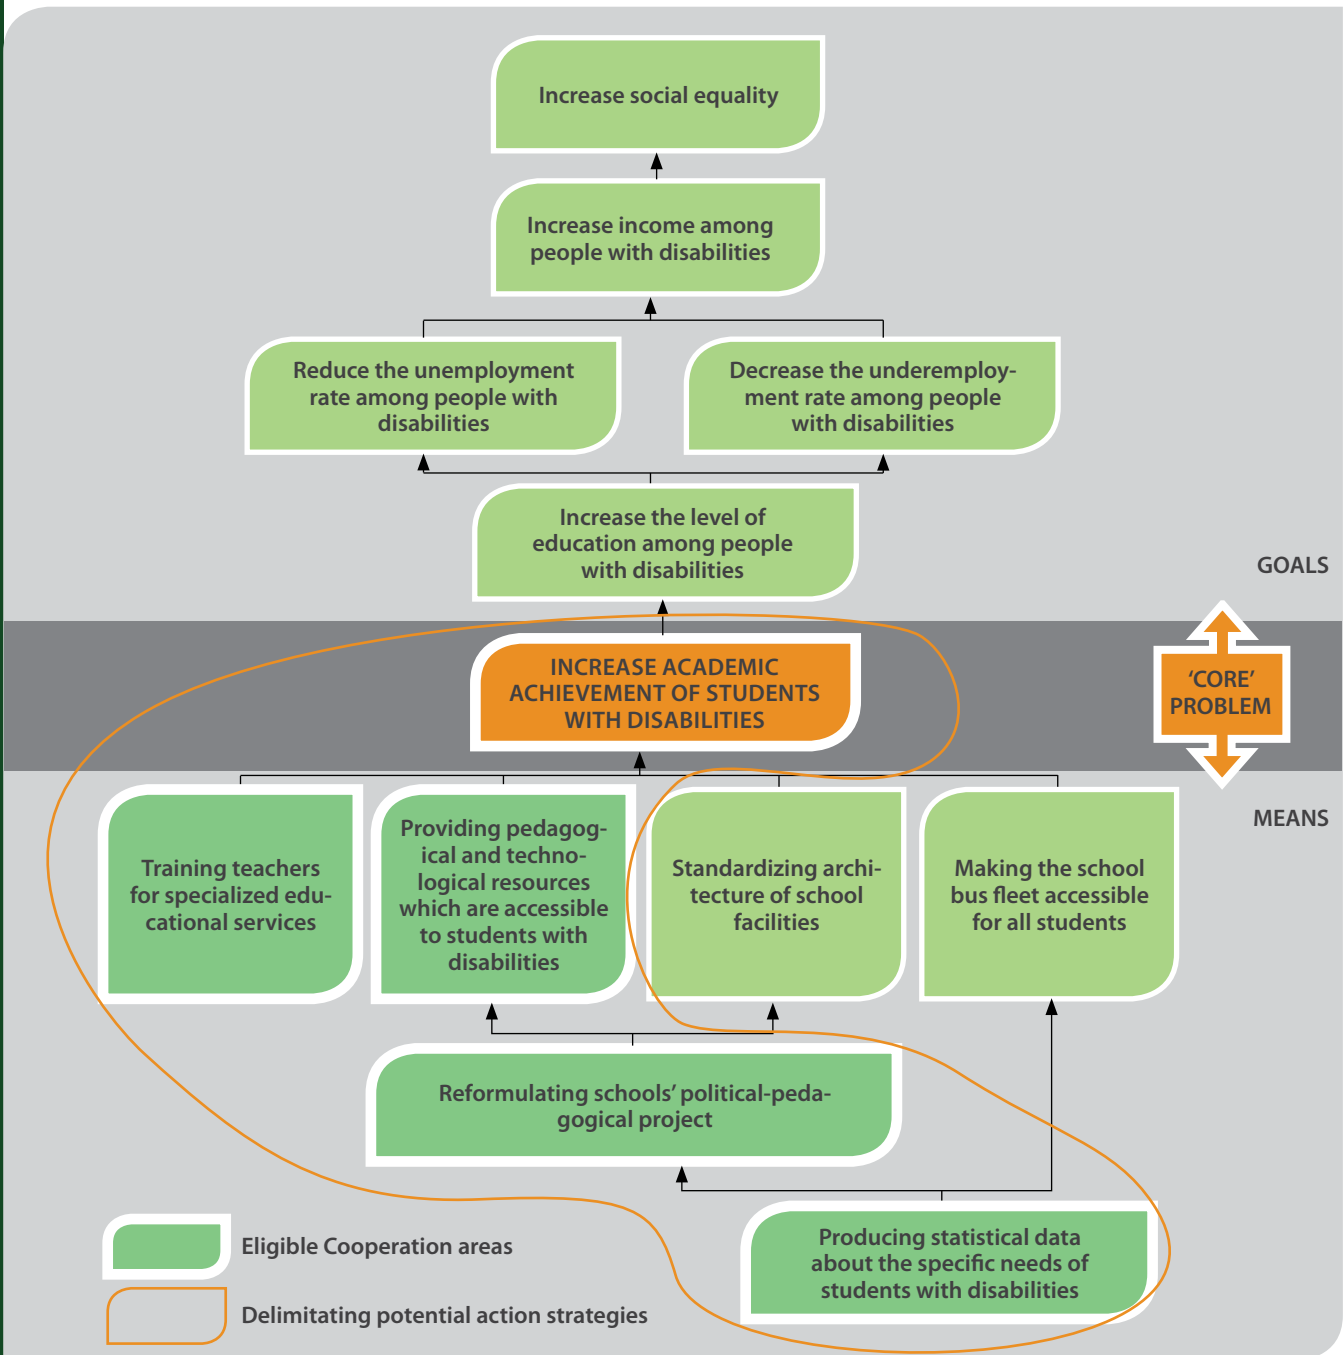 Increase social equality
Increase income among
people with disabilities
Reduce the unemployment
rate among people with
disabilities
Decrease the underemploy-
ment rate among people
with disabilities
Increase the level of
education among people
with disabilities
GOALS
INCREASE ACADEMIC
ACHIEVEMENT OF STUDENTS
WITH DISABILITIES
‘CORE’
PROBLEM
MEANS
Training teachers
for specialized edu-
cational services
Providing pedagog-
ical and techno-
logical resources
which are accessible
to students with
disabilities
Standardizing archi-
tecture of school
facilities
Making the school
bus fleet accessible
for all students
Reformulating schools’ political-peda-
gogical project
Producing statistical data
about the specific needs of
students with disabilities
Eligible Cooperation areas
Delimitating potential action strategies